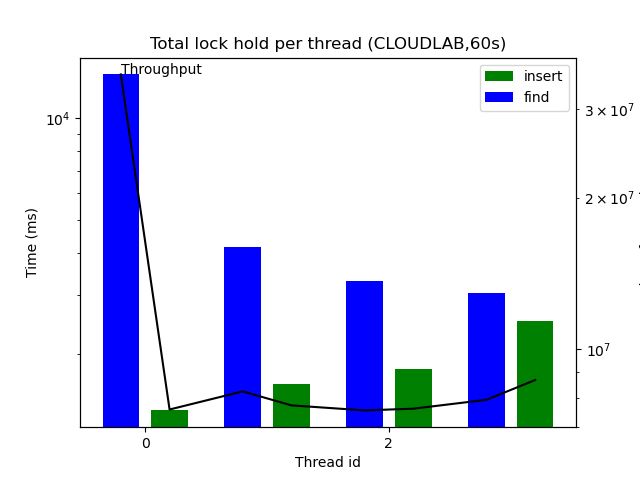 Total lock hold per thread (CLOUDLAB,60s)
Throughput
insert
find
10⁴
3 × 10⁷
2 × 10⁷
10⁷
Time (ms)
0
2
Thread id